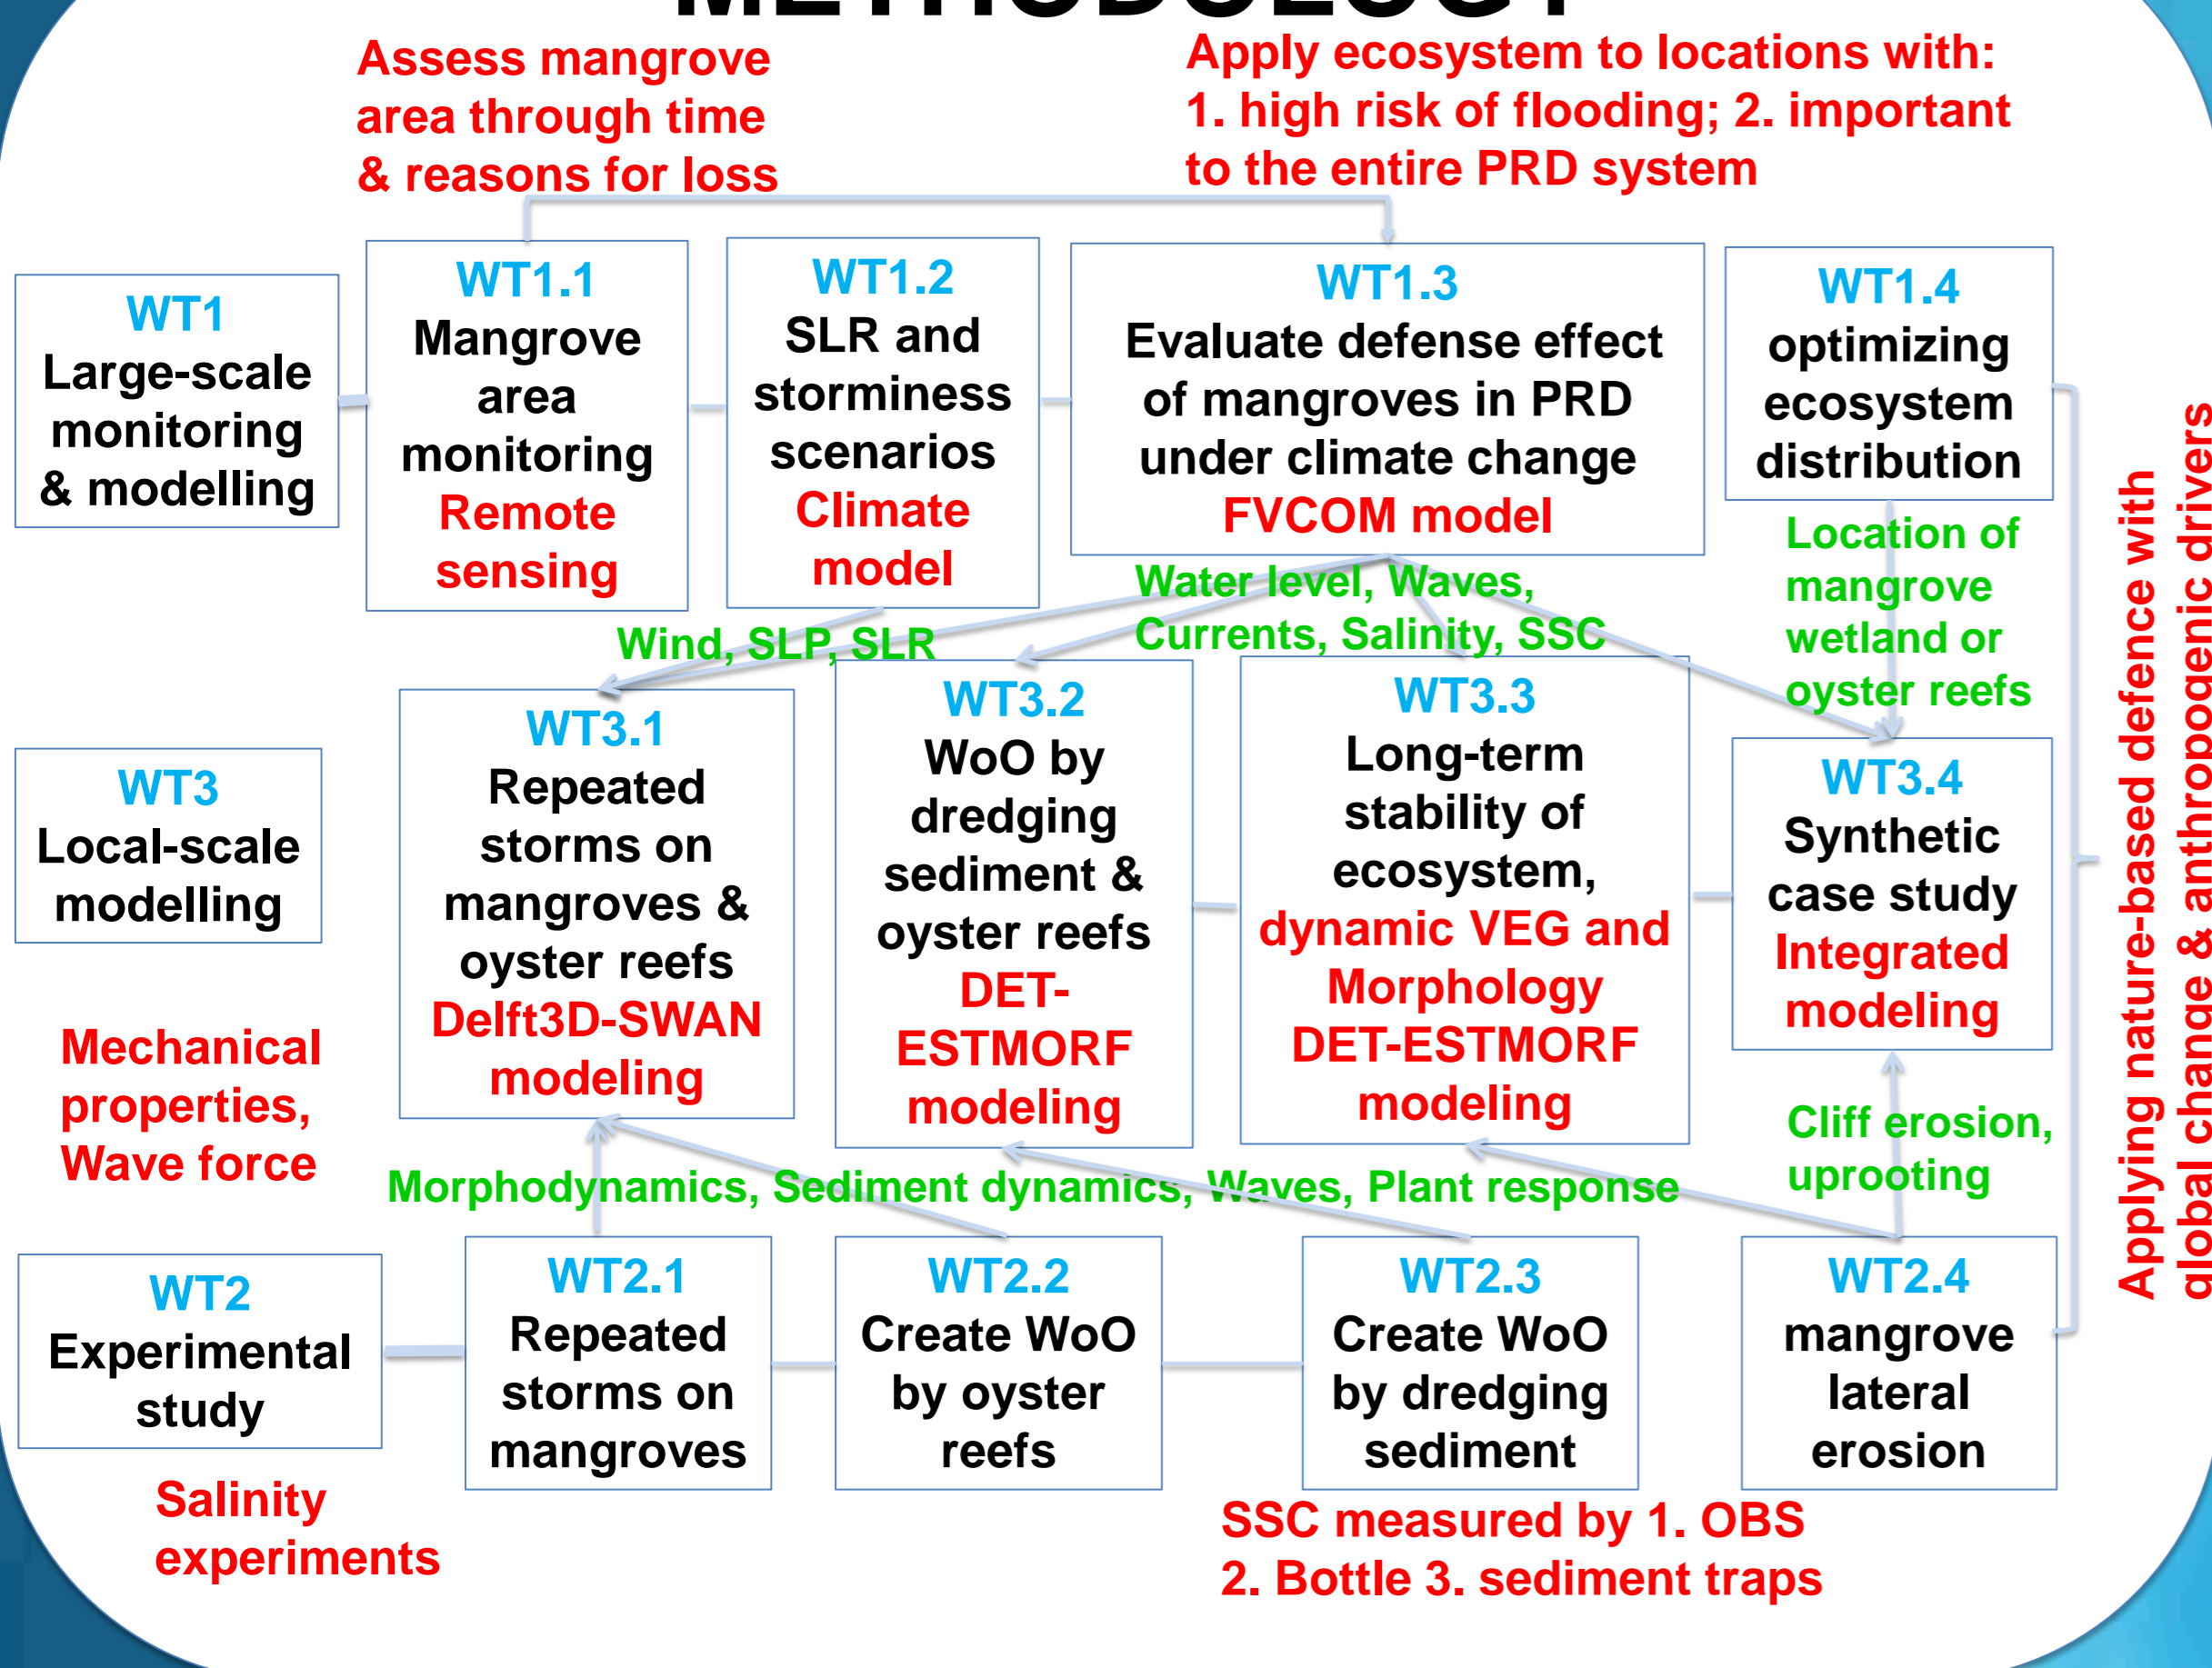 METHODOLOGY
Assess mangrove
area through time
& reasons for loss
Apply ecosystem to locations with:
1. high risk of flooding; 2. important
to the entire PRD system
WT1
Large-scale
monitoring
& modelling
WT1.1
Mangrove
area
monitoring
Remote
sensing
WT1.2
SLR and
storminess
scenarios
Climate
model
WT1.3
Evaluate defense effect
of mangroves in PRD
under climate change
FVCOM model
WT1.4
optimizing
ecosystem
distribution
Wind, SLP, SLR
Water level, Waves,
Currents, Salinity, SSC
Location of
mangrove
wetland or
oyster reefs
WT3
Local-scale
modelling
WT3.1
Repeated
storms on
mangroves &
oyster reefs
Delft3D-SWAN
modeling
WT3.2
WoO by
dredging
sediment &
oyster reefs
DET-
ESTMORF
modeling
WT3.3
Long-term
stability of
ecosystem,
dynamic VEG and
Morphology
DET-ESTMORF
modeling
WT3.4
Synthetic
case study
Integrated
modeling
Mechanical
properties,
Wave force
Morphodynamics, Sediment dynamics, Waves, Plant response
Cliff erosion,
uprooting
WT2
Experimental
study
WT2.1
Repeated
storms on
mangroves
WT2.2
Create WoO
by oyster
reefs
WT2.3
Create WoO
by dredging
sediment
WT2.4
mangrove
lateral
erosion
Salinity
experiments
SSC measured by 1. OBS
2. Bottle 3. sediment traps
Applying nature-based defence with
global change & anthropogenic drivers